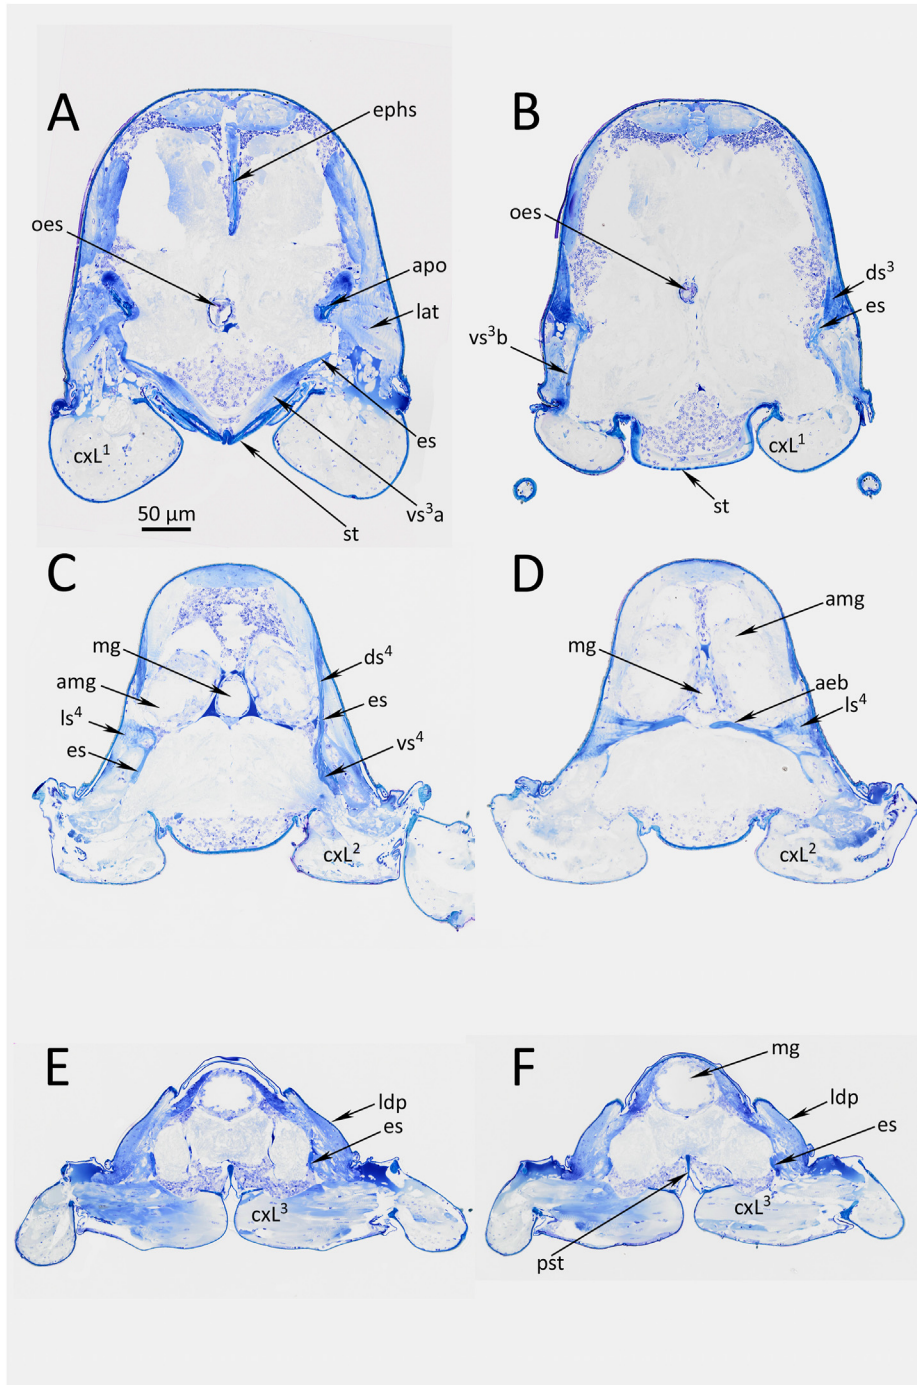 A
ephs
oes
apo
lat
cxL¹
es
vs³a
st
50 µm
B
oes
ds³
es
vs³b
cxL¹
st
C
mg
ds⁴
amg
es
ls⁴
es
vs⁴
cxL²
D
amg
mg
aeb
ls⁴
cxL²
E
ldp
es
cxL³
F
mg
ldp
es
cxL³
pst